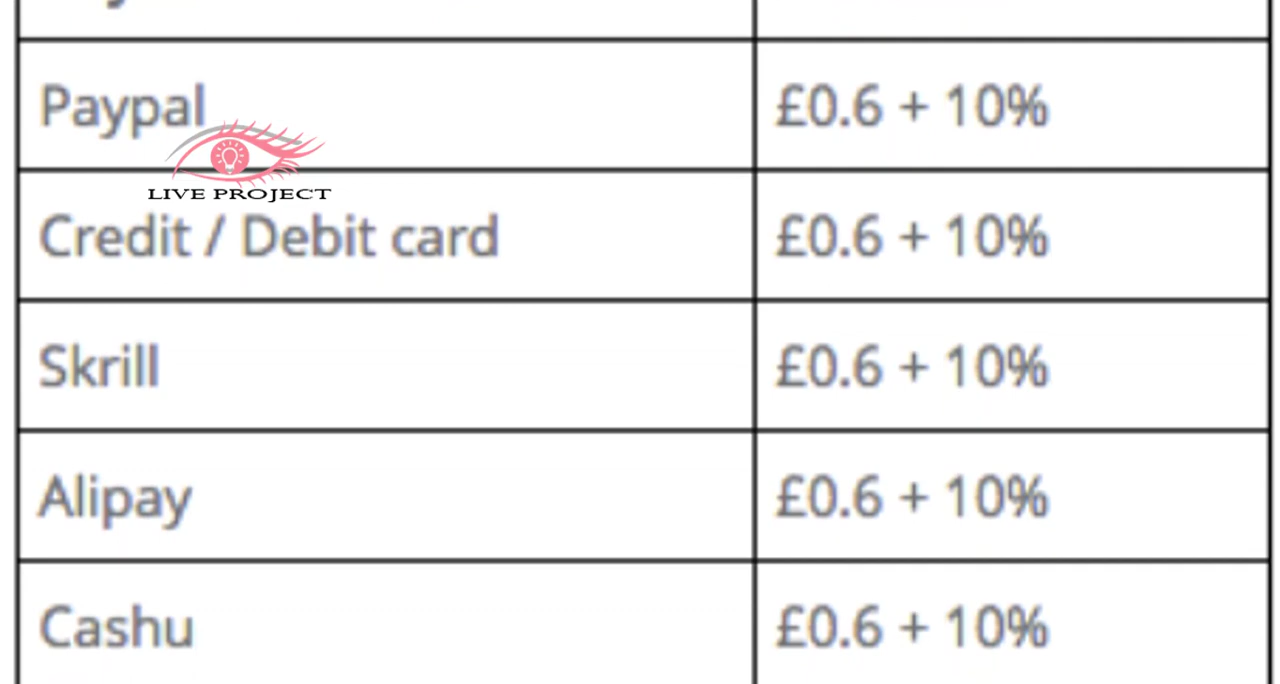 Paypal £0.6 + 10%
LIVE PROJECT
Credit / Debit card £0.6 + 10%
Skrill £0.6 + 10%
Alipay £0.6 + 10%
Cashu £0.6 + 10%